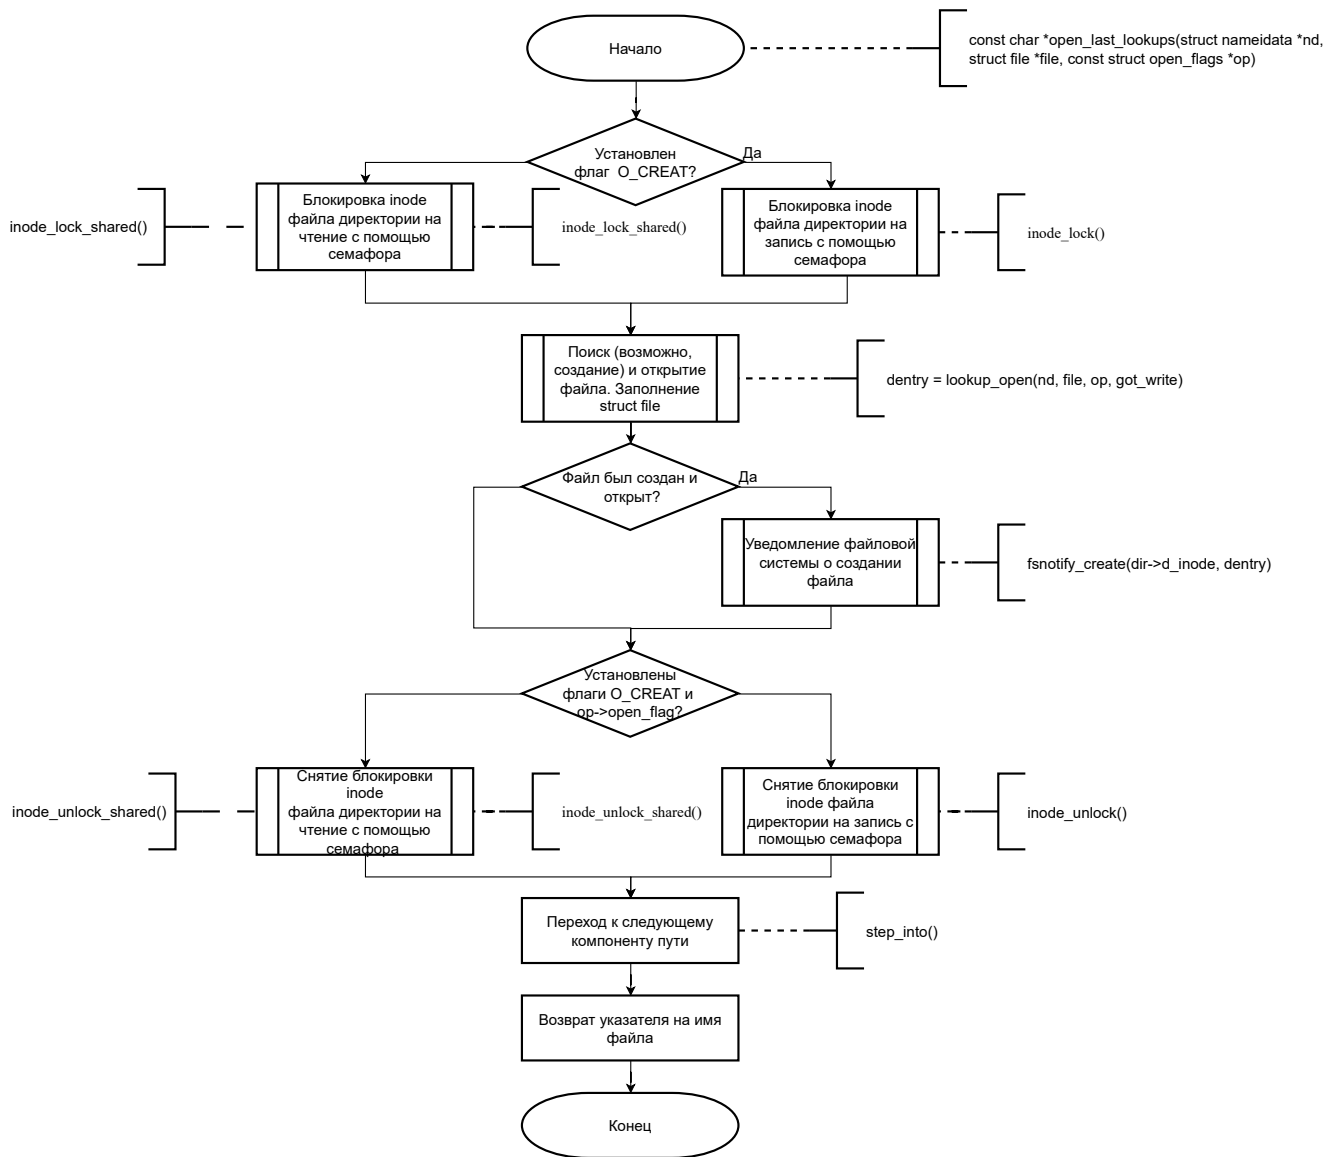 Начало
const char *open_last_lookups(struct nameidata *nd,
struct file *file, const struct open_flags *op)
Установлен
флаг O_CREAT?
Да
inode_lock_shared()
Блокировка inode
файла директории на
чтение с помощью
семафора
inode_lock_shared()
Блокировка inode
файла директории на
запись с помощью
семафора
inode_lock()
Поиск (возможно,
создание) и открытие
файла. Заполнение
struct file
dentry = lookup_open(nd, file, op, got_write)
Файл был создан и
открыт?
Да
Уведомление файловой
системы о создании
файла
fsnotify_create(dir->d_inode, dentry)
Установлены
флаги O_CREAT и
op->open_flag?
inode_unlock_shared()
Снятие блокировки
inode
файла директории на
чтение с помощью
семафора
inode_unlock_shared()
Снятие блокировки
inode файла
директории на запись с
помощью семафора
inode_unlock()
Переход к следующему
компоненту пути
step_into()
Возврат указателя на имя
файла
Конец